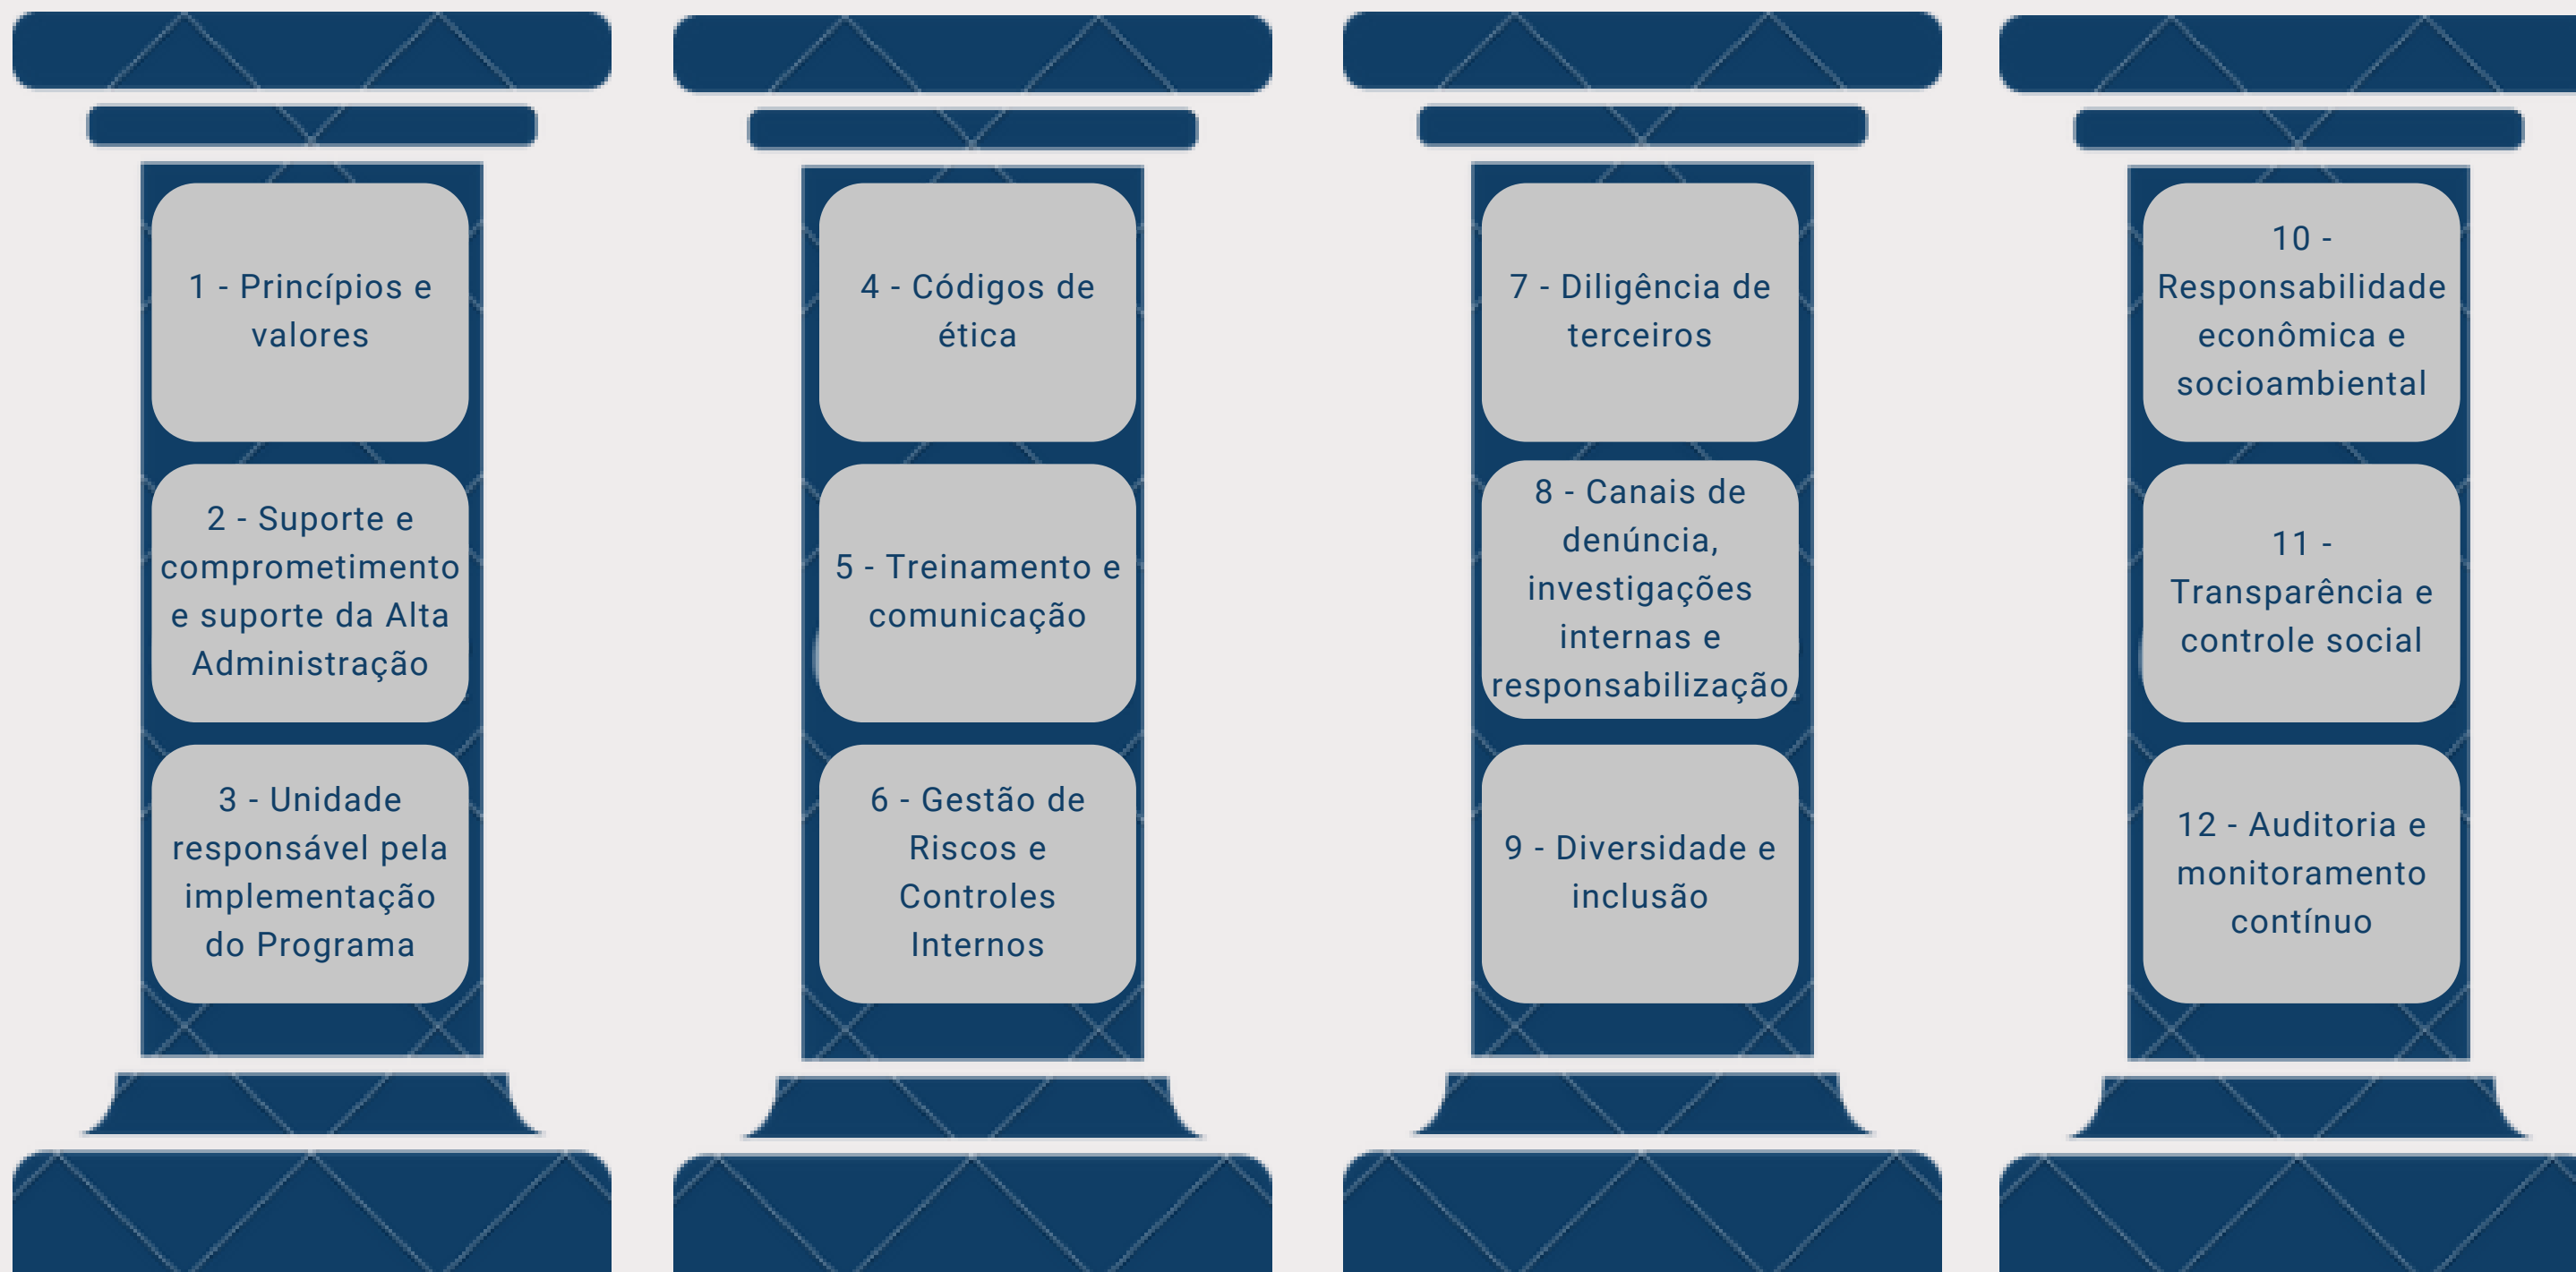 1 - Princípios e
valores
2 - Suporte e
comprometimento
e suporte da Alta
Administração
3 - Unidade
responsável pela
implementação
do Programa
4 - Códigos de
ética
5 - Treinamento e
comunicação
6 - Gestão de
Riscos e
Controles
Internos
7 - Diligência de
terceiros
8 - Canais de
denúncia,
investigações
internas e
responsabilização.
9 - Diversidade e
inclusão
10 -
Responsabilidade
econômica e
socioambiental
11 -
Transparência e
controle social
12 - Auditoria e
monitoramento
contínuo